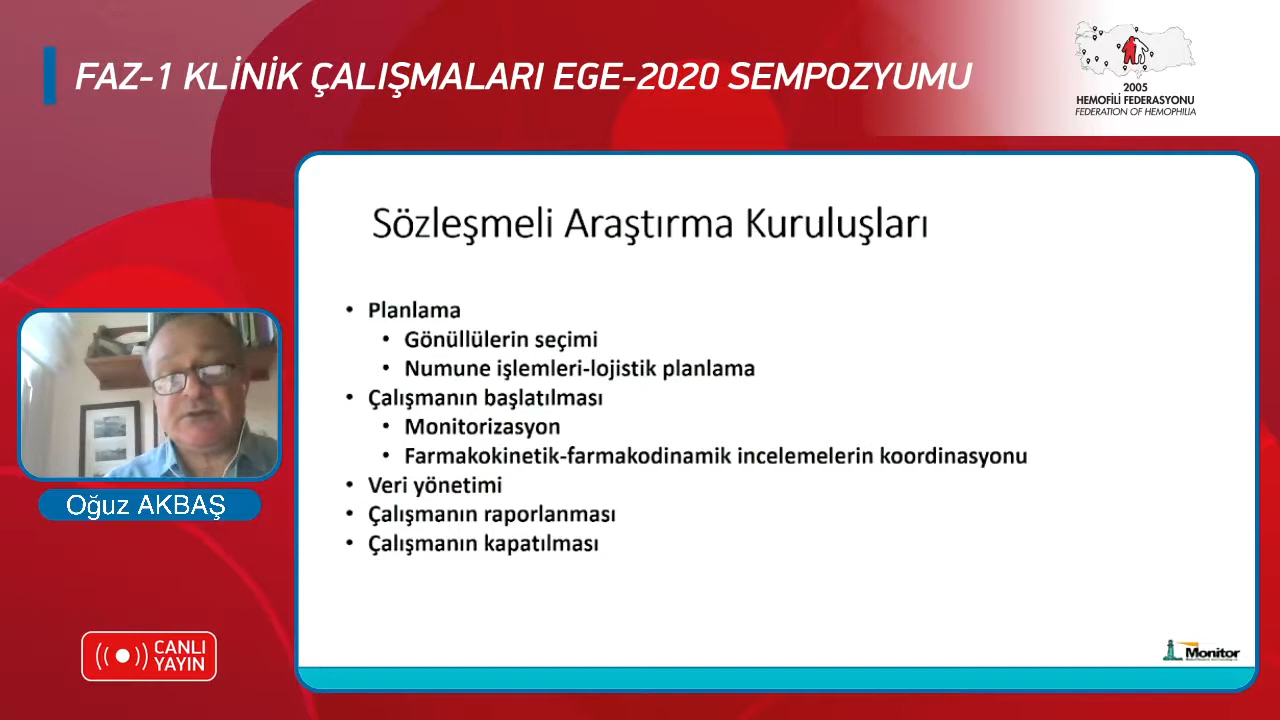 FAZ-1 KLİNİK ÇALIŞMALARI EGE-2020 SEMPOZYUMU
2005
HEMOFİLİ FEDERASYONU
FEDERATION OF HEMOPHILIA
Sözleşmeli Araştırma Kuruluşları
• Planlama
• Gönüllülerin seçimi
• Numune işlemleri-lojistik planlama
• Çalışmanın başlatılması
• Monitorizasyon
• Farmakokinetik-farmakodinamik incelemelerin koordinasyonu
• Veri yönetimi
• Çalışmanın raporlanması
• Çalışmanın kapatılması
Oğuz AKBAŞ
CANLI
YAYIN
Monitor